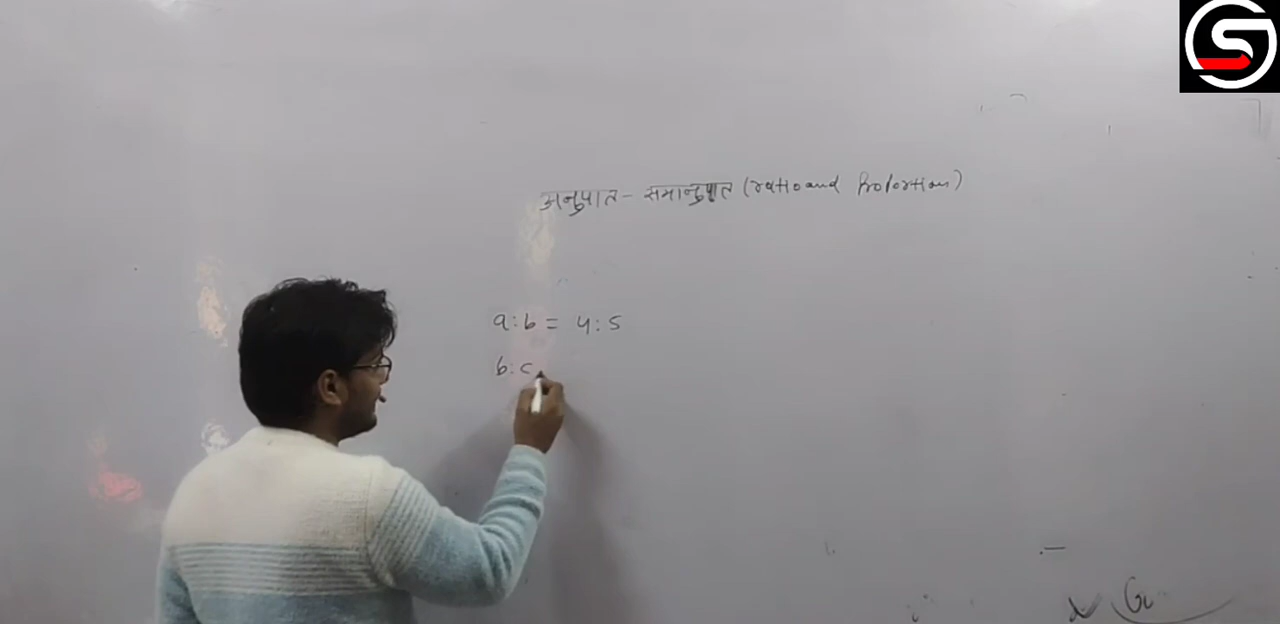 अनुपात - समानुपात (ratio and Proportion)
a:b = 4:5
b:c